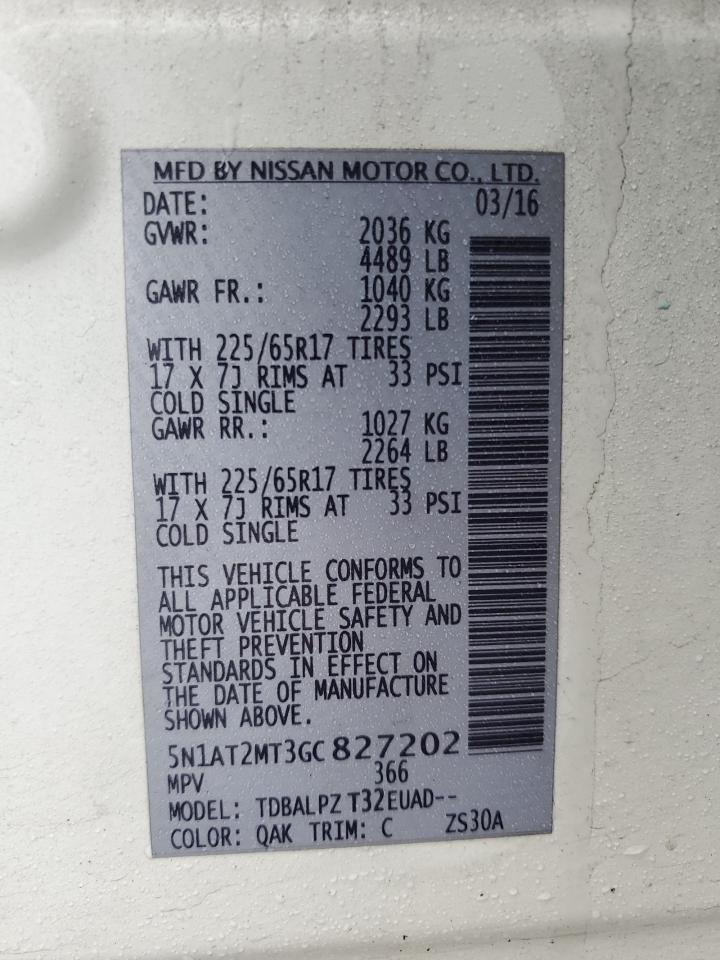 MFD BY NISSAN MOTOR CO., LTD.
DATE: 03/16
GVWR: 2036 KG
4489 LB
GAWR FR.: 1040 KG
2293 LB
WITH 225/65R17 TIRES
17 X 7J RIMS AT 33 PSI
COLD SINGLE
GAWR RR.: 1027 KG
2264 LB
WITH 225/65R17 TIRES
17 X 7J RIMS AT 33 PSI
COLD SINGLE
THIS VEHICLE CONFORMS TO
ALL APPLICABLE FEDERAL
MOTOR VEHICLE SAFETY AND
THEFT PREVENTION
STANDARDS IN EFFECT ON
THE DATE OF MANUFACTURE
SHOWN ABOVE.
5N1AT2MT3GC827202
MPV 366
MODEL: TDBALPZ T32EUAD--
COLOR: QAK TRIM: C ZS30A